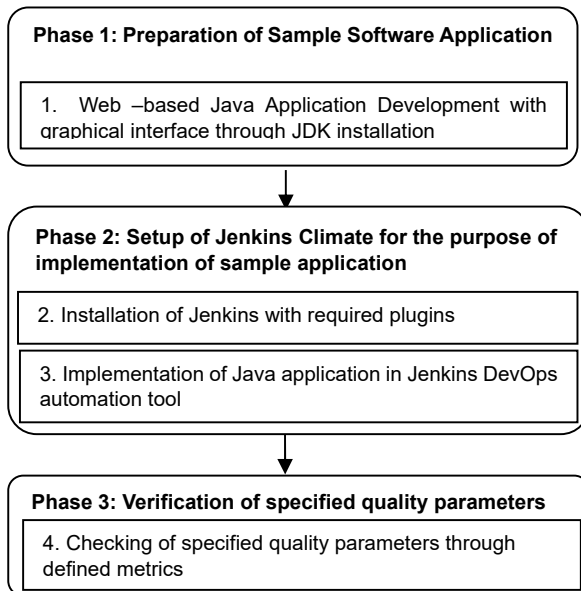 Phase 1: Preparation of Sample Software Application
1. Web –based Java Application Development with
graphical interface through JDK installation
Phase 2: Setup of Jenkins Climate for the purpose of
implementation of sample application
2. Installation of Jenkins with required plugins
3. Implementation of Java application in Jenkins DevOps
automation tool
Phase 3: Verification of specified quality parameters
4. Checking of specified quality parameters through
defined metrics